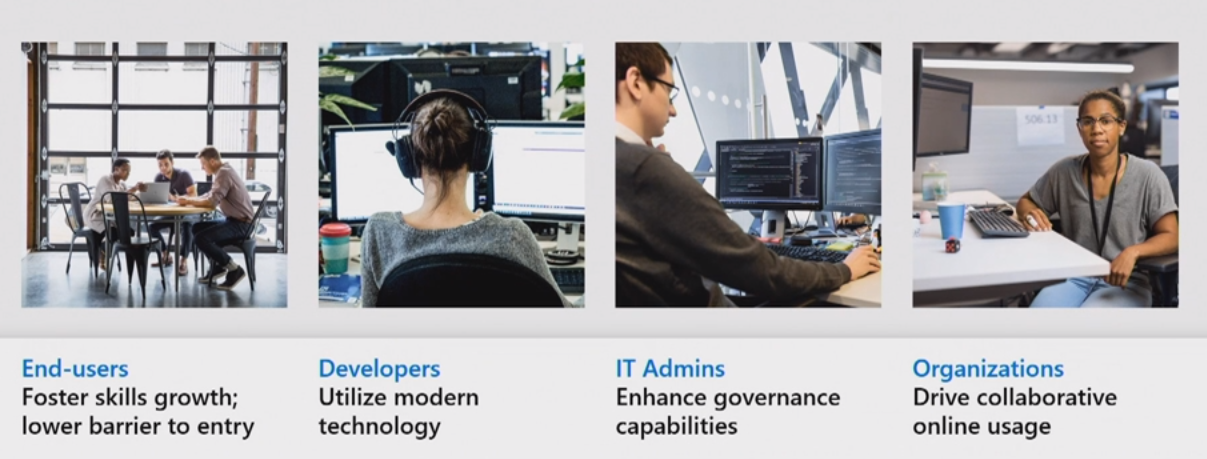 506.13
End-users
Foster skills growth;
lower barrier to entry
Developers
Utilize modern
technology
IT Admins
Enhance governance
capabilities
Organizations
Drive collaborative
online usage